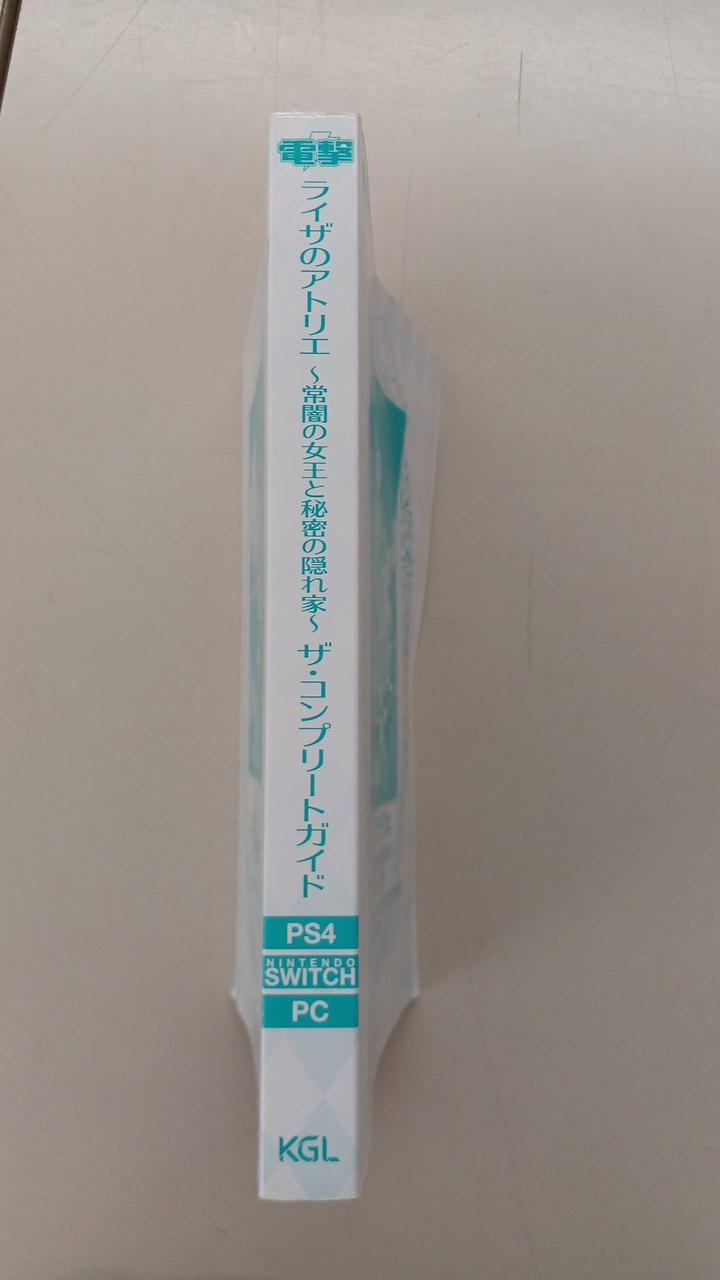 電撃
ライザのアトリエ ～常闇の女王と秘密の隠れ家～ ザ・コンプリートガイド
PS4
NINTENDO
SWITCH
PC
KGL